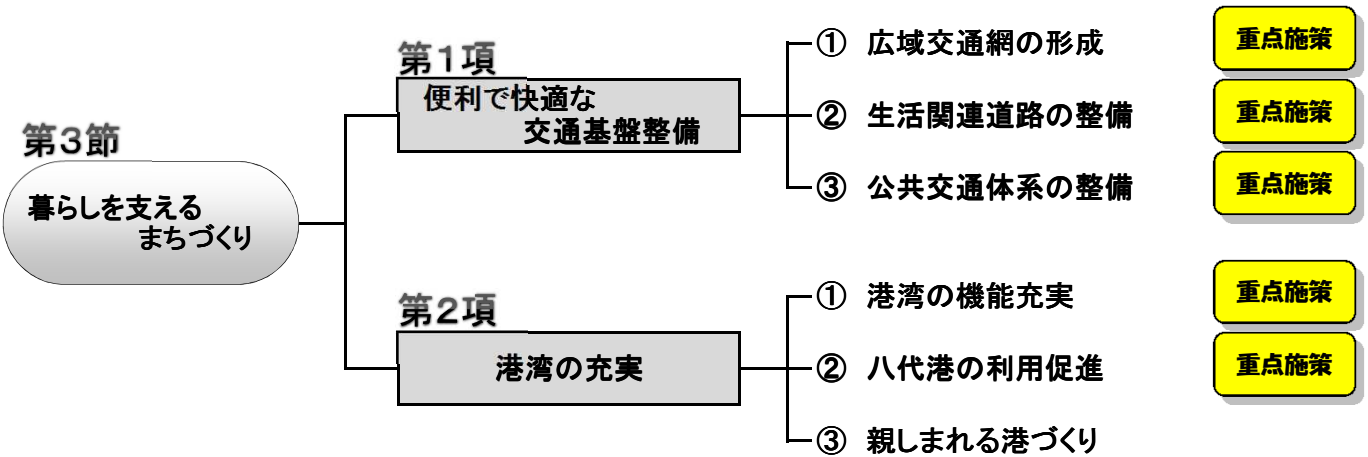 第3節
暮らしを支える
まちづくり
第1項
便利で快適な
交通基盤整備
① 広域交通網の形成 重点施策
② 生活関連道路の整備 重点施策
③ 公共交通体系の整備 重点施策
第2項
港湾の充実
① 港湾の機能充実 重点施策
② 八代港の利用促進 重点施策
③ 親しまれる港づくり